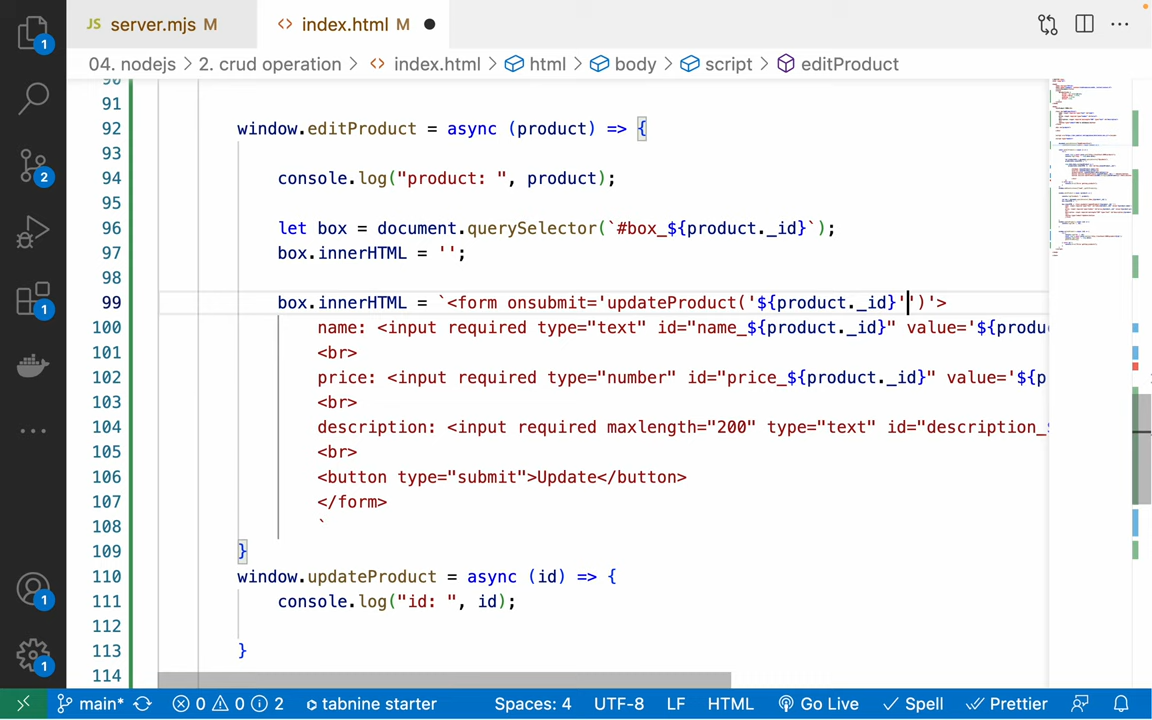 JS server.mjs M
<> index.html M
04. nodejs > 2. crud operation > <> index.html > html > body > script > editProduct
91
92 window.editProduct = async (product) => {
93
94 console.log("product: ", product);
95
96 let box = document.querySelector(`#box_${product._id}`);
97 box.innerHTML = '';
98
99 box.innerHTML = `<form onsubmit='updateProduct('${product._id}'')'>
100 name: <input required type="text" id="name_${product._id}" value='${produ
101 <br>
102 price: <input required type="number" id="price_${product._id}" value='${p
103 <br>
104 description: <input required maxlength="200" type="text" id="description_
105 <br>
106 <button type="submit">Update</button>
107 </form>
108 `
109 }
110 window.updateProduct = async (id) => {
111 console.log("id: ", id);
112
113 }
114
1
2
1
1
1
main* 0 0 2 tabnine starter Spaces: 4 UTF-8 LF HTML Go Live Spell Prettier